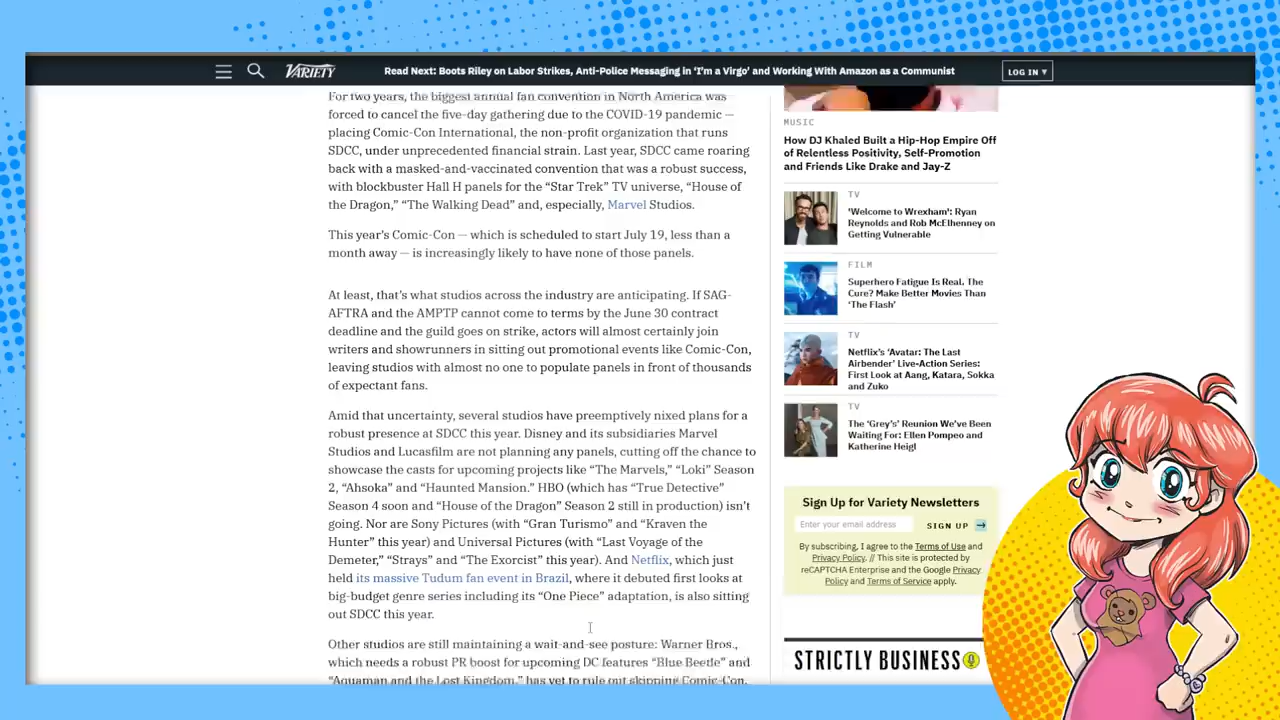 VARIETY
Read Next: Boots Riley on Labor Strikes, Anti-Police Messaging in ‘I’m a Virgo’ and Working With Amazon as a Communist
LOG IN ▾
For two years, the biggest annual fan convention in North America was
forced to cancel the five-day gathering due to the COVID-19 pandemic —
placing Comic-Con International, the non-profit organization that runs
SDCC, under unprecedented financial strain. Last year, SDCC came roaring
back with a masked-and-vaccinated convention that was a robust success,
with blockbuster Hall H panels for the “Star Trek” TV universe, “House of
the Dragon,” “The Walking Dead” and, especially, Marvel Studios.
This year’s Comic-Con — which is scheduled to start July 19, less than a
month away — is increasingly likely to have none of those panels.
At least, that’s what studios across the industry are anticipating. If SAG-
AFTRA and the AMPTP cannot come to terms by the June 30 contract
deadline and the guild goes on strike, actors will almost certainly join
writers and showrunners in sitting out promotional events like Comic-Con,
leaving studios with almost no one to populate panels in front of thousands
of expectant fans.
Amid that uncertainty, several studios have preemptively nixed plans for a
robust presence at SDCC this year. Disney and its subsidiaries Marvel
Studios and Lucasfilm are not planning any panels, cutting off the chance to
showcase the casts for upcoming projects like “The Marvels,” “Loki” Season
2, “Ahsoka” and “Haunted Mansion.” HBO (which has “True Detective”
Season 4 soon and “House of the Dragon” Season 2 still in production) isn’t
going. Nor are Sony Pictures (with “Gran Turismo” and “Kraven the
Hunter” this year) and Universal Pictures (with “Last Voyage of the
Demeter,” “Strays” and “The Exorcist” this year). And Netflix, which just
held its massive Tudum fan event in Brazil, where it debuted first looks at
big-budget genre series including its “One Piece” adaptation, is also sitting
out SDCC this year.
Other studios are still maintaining a wait-and-see posture: Warner Bros.,
which needs a robust PR boost for upcoming DC features “Blue Beetle” and
“Aquaman and the Lost Kingdom,” has yet to rule out skipping Comic-Con,
MUSIC
How DJ Khaled Built a Hip-Hop Empire Off
of Relentless Positivity, Self-Promotion
and Friends Like Drake and Jay-Z
TV
'Welcome to Wrexham': Ryan
Reynolds and Rob McElhenney on
Getting Vulnerable
FILM
Superhero Fatigue Is Real. The
Cure? Make Better Movies Than
‘The Flash’
TV
Netflix’s ‘Avatar: The Last
Airbender’ Live-Action Series:
First Look at Aang, Katara, Sokka
and Zuko
TV
The ‘Grey’s’ Reunion We’ve Been
Waiting For: Ellen Pompeo and
Katherine Heigl
Sign Up for Variety Newsletters
Enter your email address
SIGN UP →
By subscribing, I agree to the Terms of Use and
Privacy Policy. // This site is protected by
reCAPTCHA Enterprise and the Google Privacy
Policy and Terms of Service apply.
STRICTLY BUSINESS